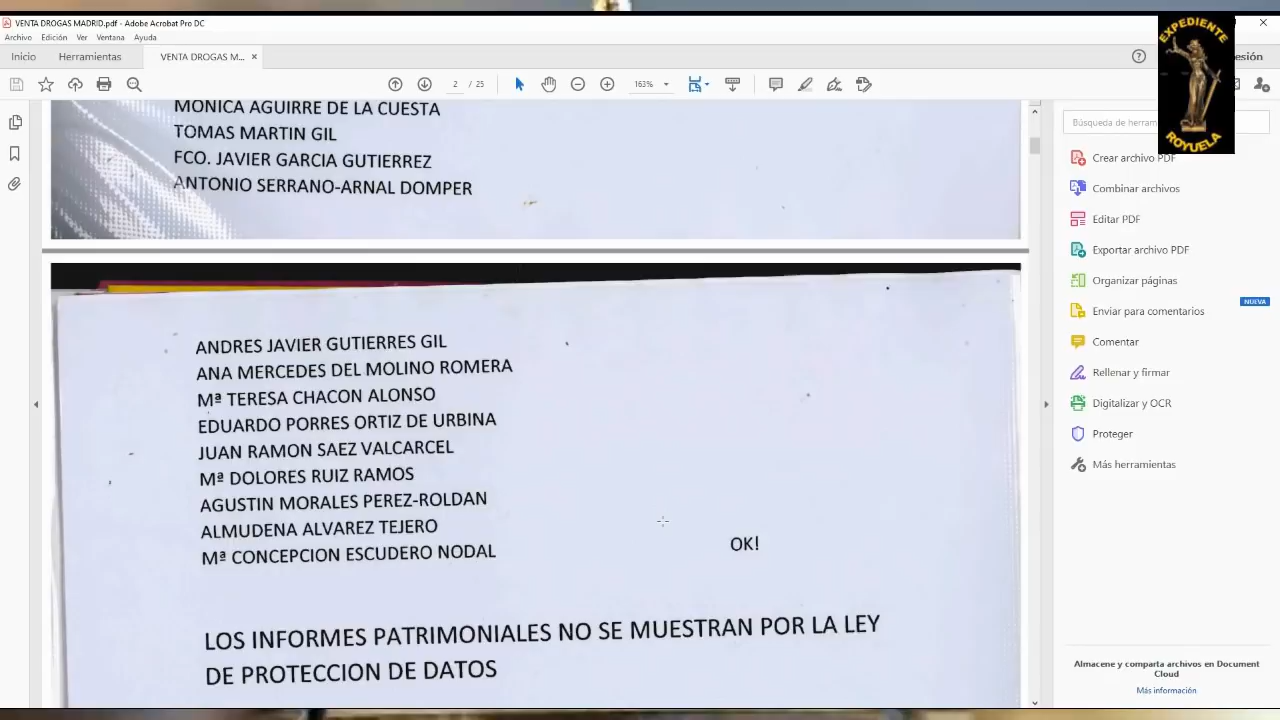 VENTA DROGAS MADRID.pdf - Adobe Acrobat Pro DC
Archivo Edición Ver Ventana Ayuda
Inicio Herramientas VENTA DROGAS M... ×
2 / 25 163%
EXPEDIENTE
ROYUELA
esión
MONICA AGUIRRE DE LA CUESTA
TOMAS MARTIN GIL
FCO. JAVIER GARCIA GUTIERREZ
ANTONIO SERRANO-ARNAL DOMPER
ANDRES JAVIER GUTIERRES GIL
ANA MERCEDES DEL MOLINO ROMERA
Mª TERESA CHACON ALONSO
EDUARDO PORRES ORTIZ DE URBINA
JUAN RAMON SAEZ VALCARCEL
Mª DOLORES RUIZ RAMOS
AGUSTIN MORALES PEREZ-ROLDAN
ALMUDENA ALVAREZ TEJERO
Mª CONCEPCION ESCUDERO NODAL
OK!
LOS INFORMES PATRIMONIALES NO SE MUESTRAN POR LA LEY
DE PROTECCION DE DATOS
Búsqueda de herram
Crear archivo PDF
Combinar archivos
Editar PDF
Exportar archivo PDF
Organizar páginas
NUEVA
Enviar para comentarios
Comentar
Rellenar y firmar
Digitalizar y OCR
Proteger
Más herramientas
Almacene y comparta archivos en Document
Cloud
Más información